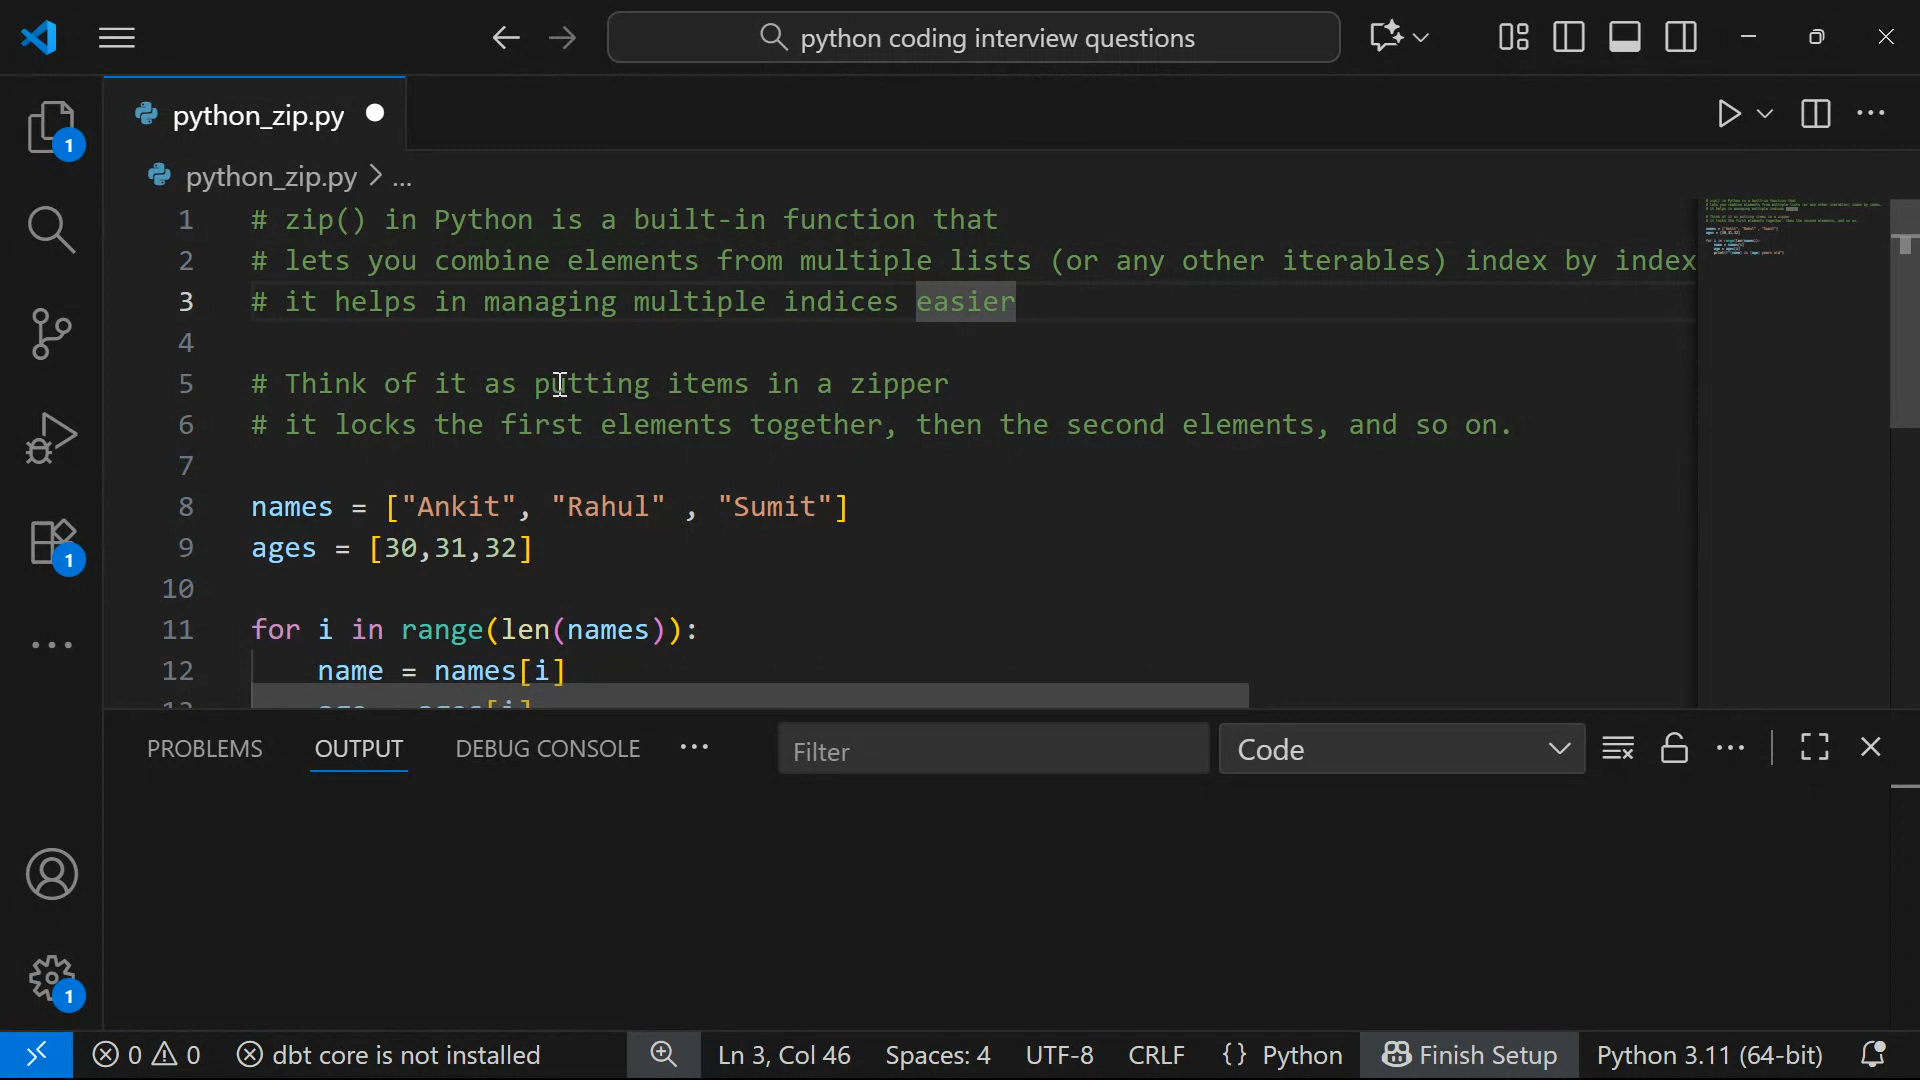 python coding interview questions
python_zip.py
python_zip.py > ...
1 # zip() in Python is a built-in function that
2 # lets you combine elements from multiple lists (or any other iterables) index by index
3 # it helps in managing multiple indices easier
4
5 # Think of it as putting items in a zipper
6 # it locks the first elements together, then the second elements, and so on.
7
8 names = ["Ankit", "Rahul" , "Sumit"]
9 ages = [30,31,32]
10
11 for i in range(len(names)):
12 name = names[i]
13 age = ages[i]
1
1
1
PROBLEMS OUTPUT DEBUG CONSOLE ... Filter Code
0 0 dbt core is not installed Ln 3, Col 46 Spaces: 4 UTF-8 CRLF {} Python Finish Setup Python 3.11 (64-bit)